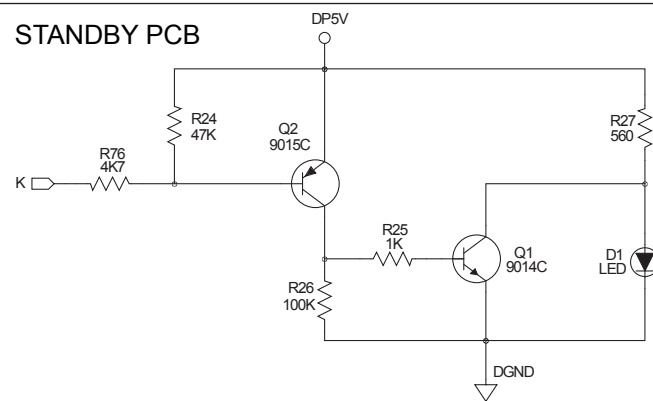 STANDBY PCB
DP5V
R24
47K
Q2
9015C
R27
560
R76
4K7
K
R25
1K
Q1
9014C
D1
LED
R26
100K
DGND